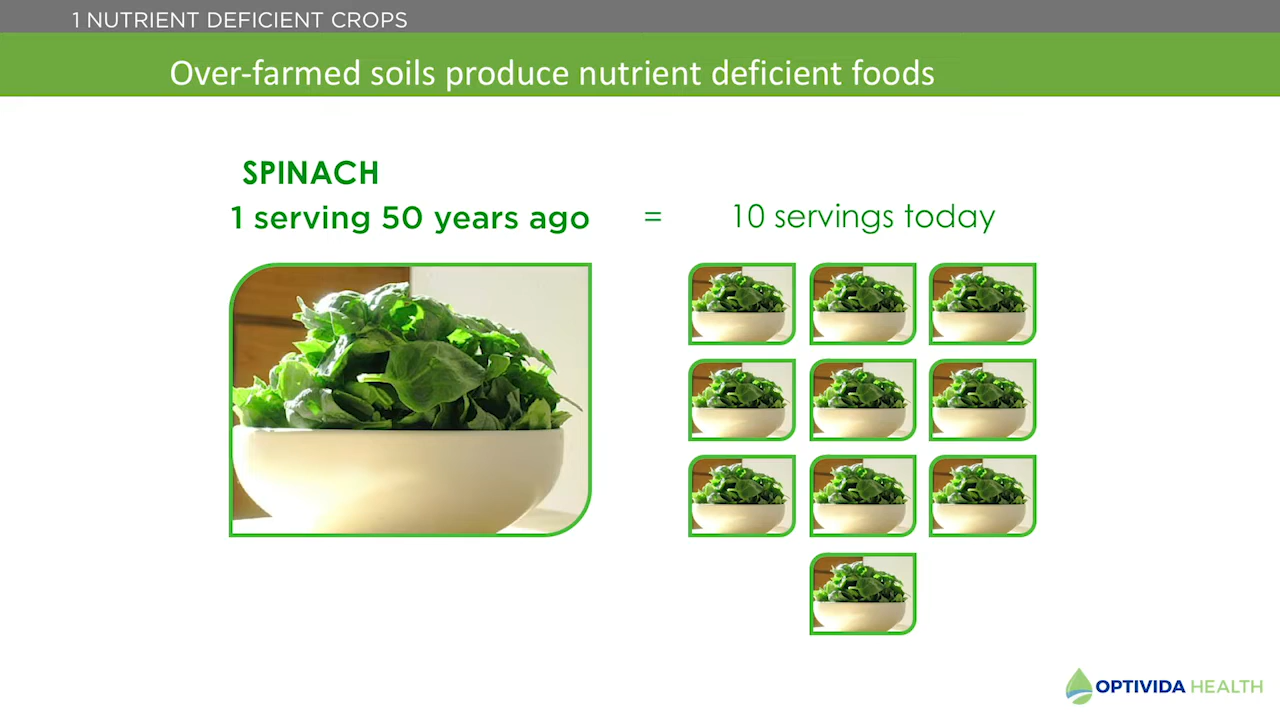 1 NUTRIENT DEFICIENT CROPS
Over-farmed soils produce nutrient deficient foods
SPINACH
1 serving 50 years ago = 10 servings today
OPTIVIDA HEALTH